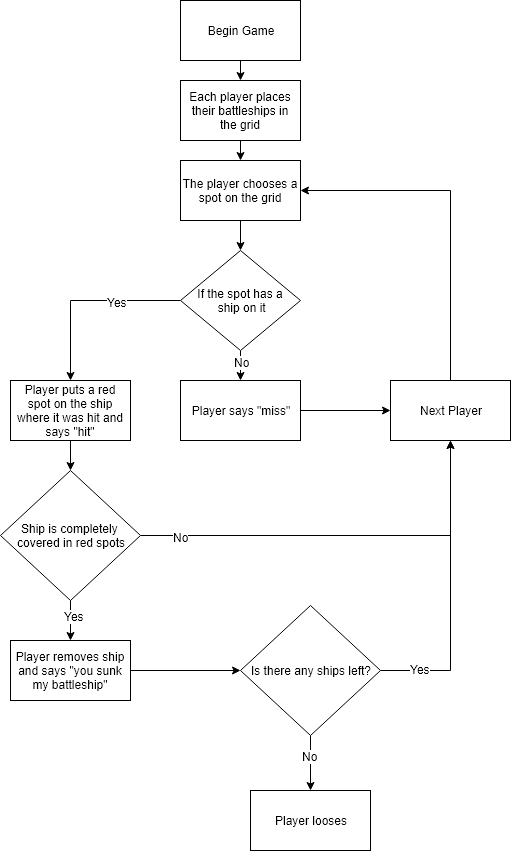 Begin Game
Each player places
their battleships in
the grid
The player chooses a
spot on the grid
If the spot has a
ship on it
Yes
No
Player puts a red
spot on the ship
where it was hit and
says "hit"
Player says "miss"
Next Player
Ship is completely
covered in red spots
No
Yes
Player removes ship
and says "you sunk
my battleship"
Is there any ships left?
Yes
No
Player looses